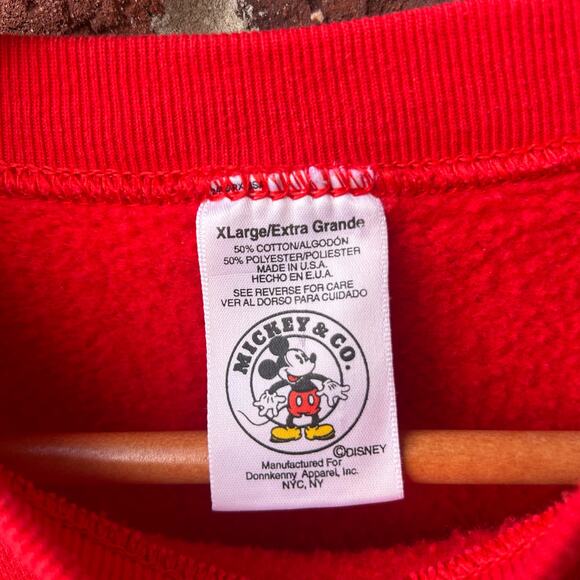 XLarge/Extra Grande
50% COTTON/ALGODÓN
50% POLYESTER/POLIESTER
MADE IN U.S.A.
HECHO EN E.U.A.
SEE REVERSE FOR CARE
VER AL DORSO PARA CUIDADO
MICKEY & CO.
©DISNEY
Manufactured For
Donnkenny Apparel, Inc.
NYC, NY